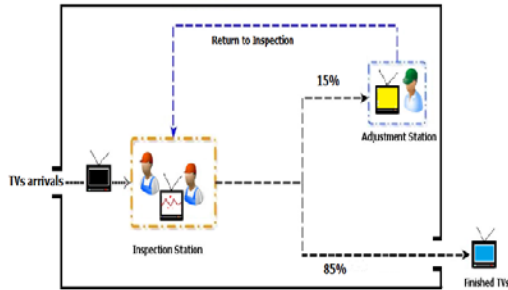 Return to Inspection
15%
Adjustment Station
TVs arrivals
Inspection Station
85%
Finished TVs